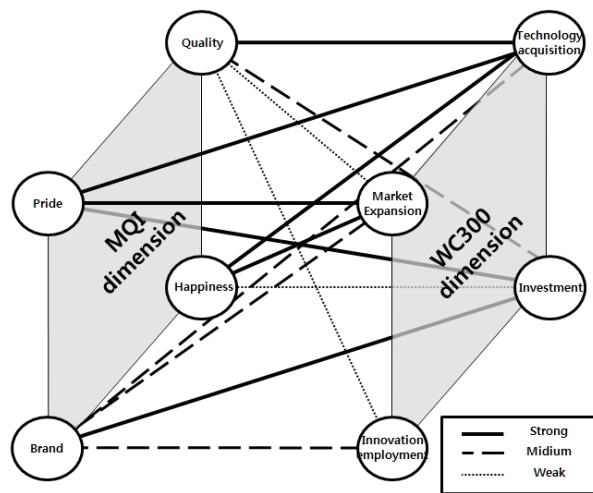 Quality
Technology
acquisition
Pride
MQI
dimension
Market
Expansion
WC300
dimension
Happiness
Investment
Brand
Innovation
employment
Strong
Midium
Weak